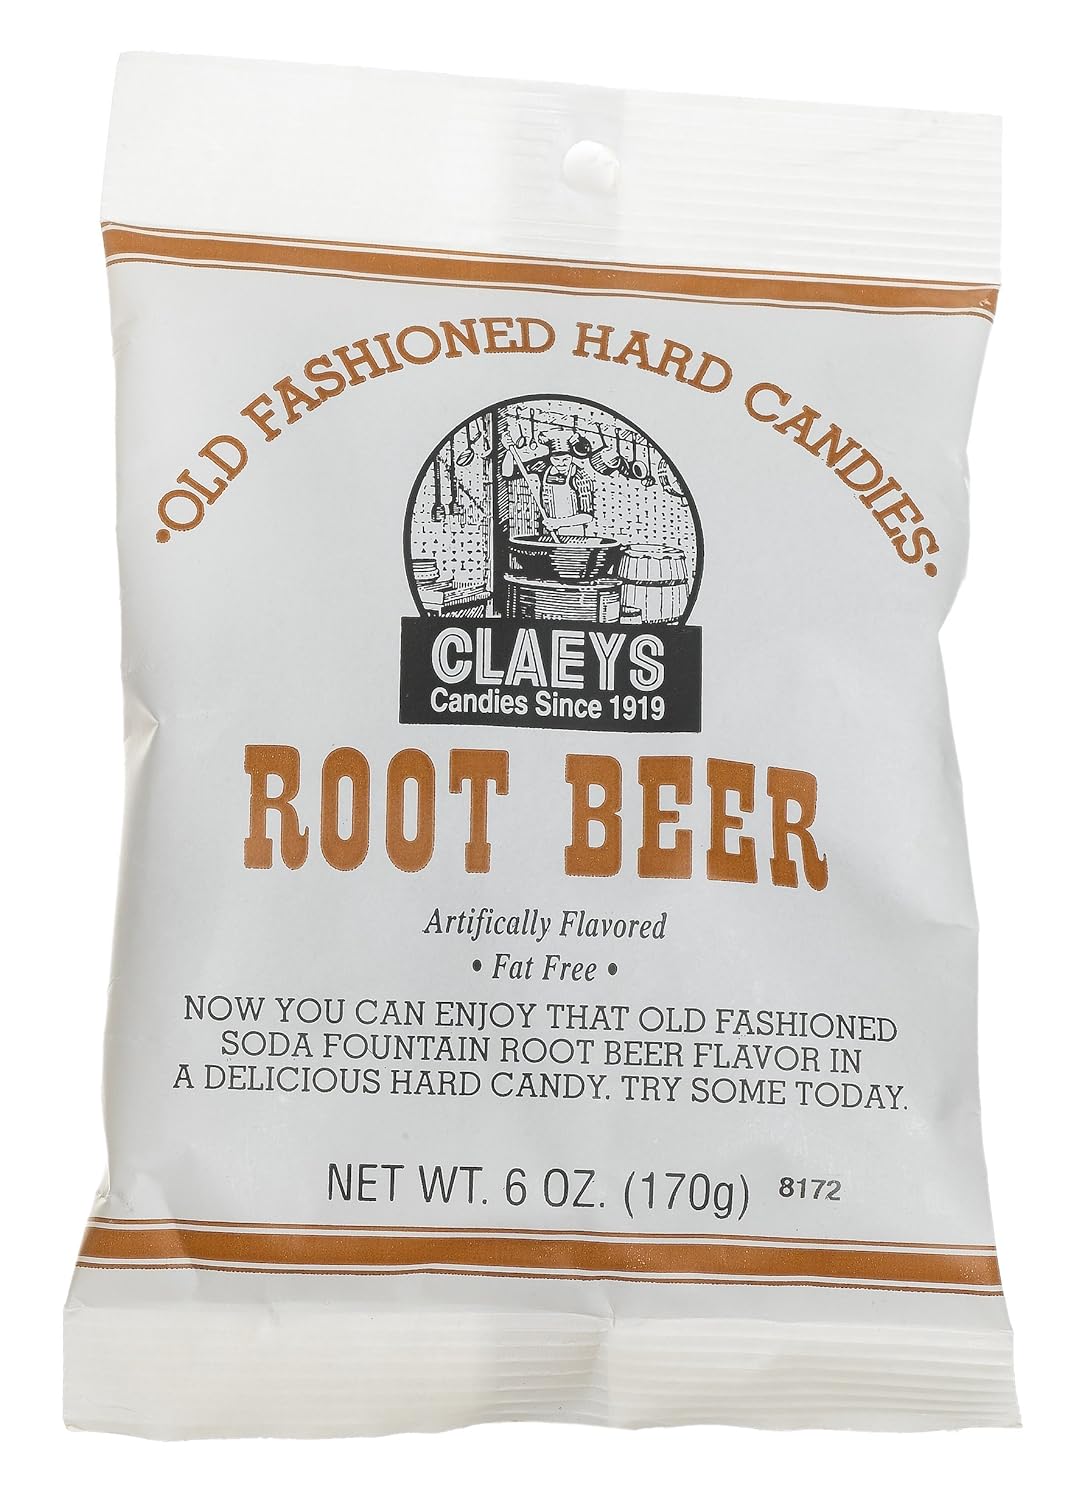 •OLD FASHIONED HARD CANDIES•
CLAEYS
Candies Since 1919
ROOT BEER
Artifically Flavored
• Fat Free •
NOW YOU CAN ENJOY THAT OLD FASHIONED
SODA FOUNTAIN ROOT BEER FLAVOR IN
A DELICIOUS HARD CANDY. TRY SOME TODAY.
NET WT. 6 OZ. (170g) 8172